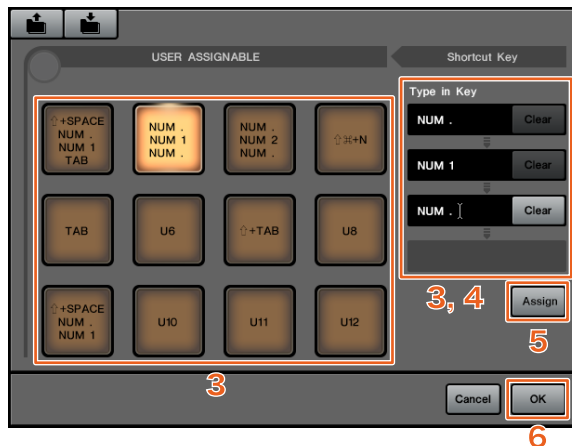 USER ASSIGNABLE
Shortcut Key
Type in Key
⇧+SPACE
NUM .
NUM 1
TAB
NUM .
NUM 1
NUM .
NUM .
NUM 2
NUM .
⇧⌘+N
NUM .
Clear
NUM 1
Clear
NUM .
Clear
TAB
U6
⇧+TAB
U8
⇧+SPACE
NUM .
NUM 1
U10
U11
U12
3, 4
Assign
5
3
Cancel
OK
6